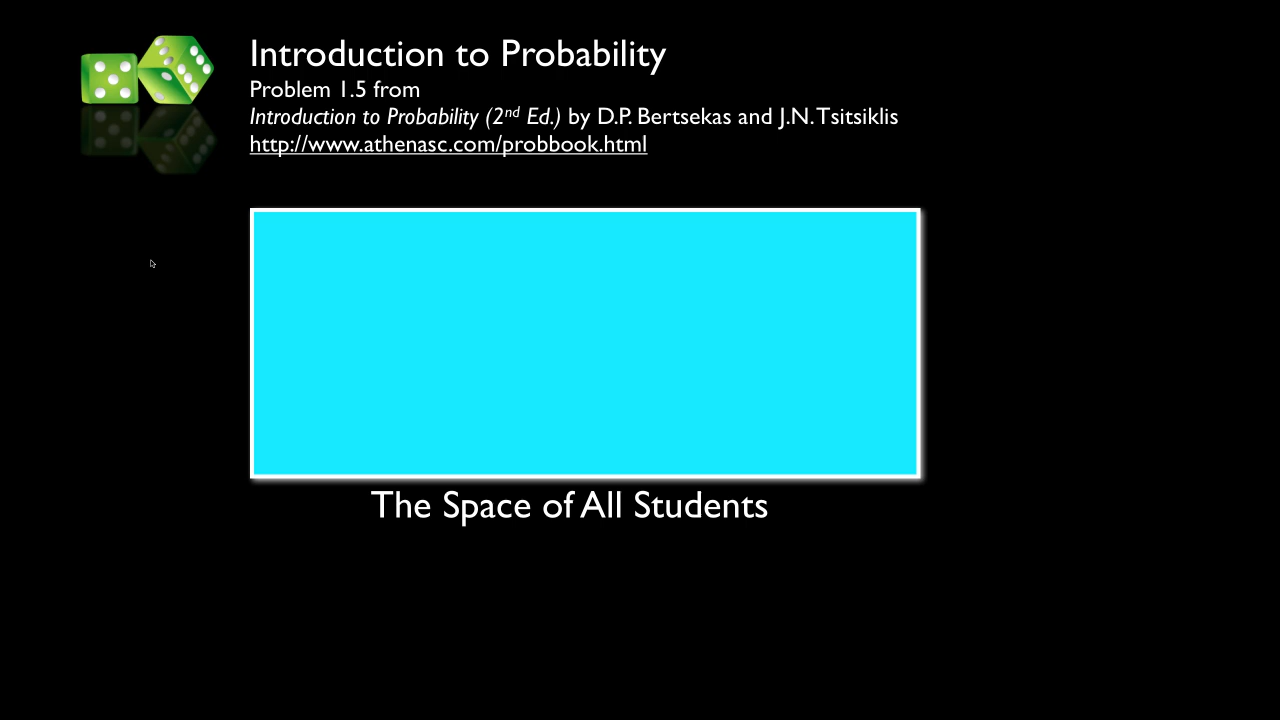 Introduction to Probability
Problem 1.5 from
Introduction to Probability (2nd Ed.) by D.P. Bertsekas and J.N. Tsitsiklis
http://www.athenasc.com/probbook.html
The Space of All Students